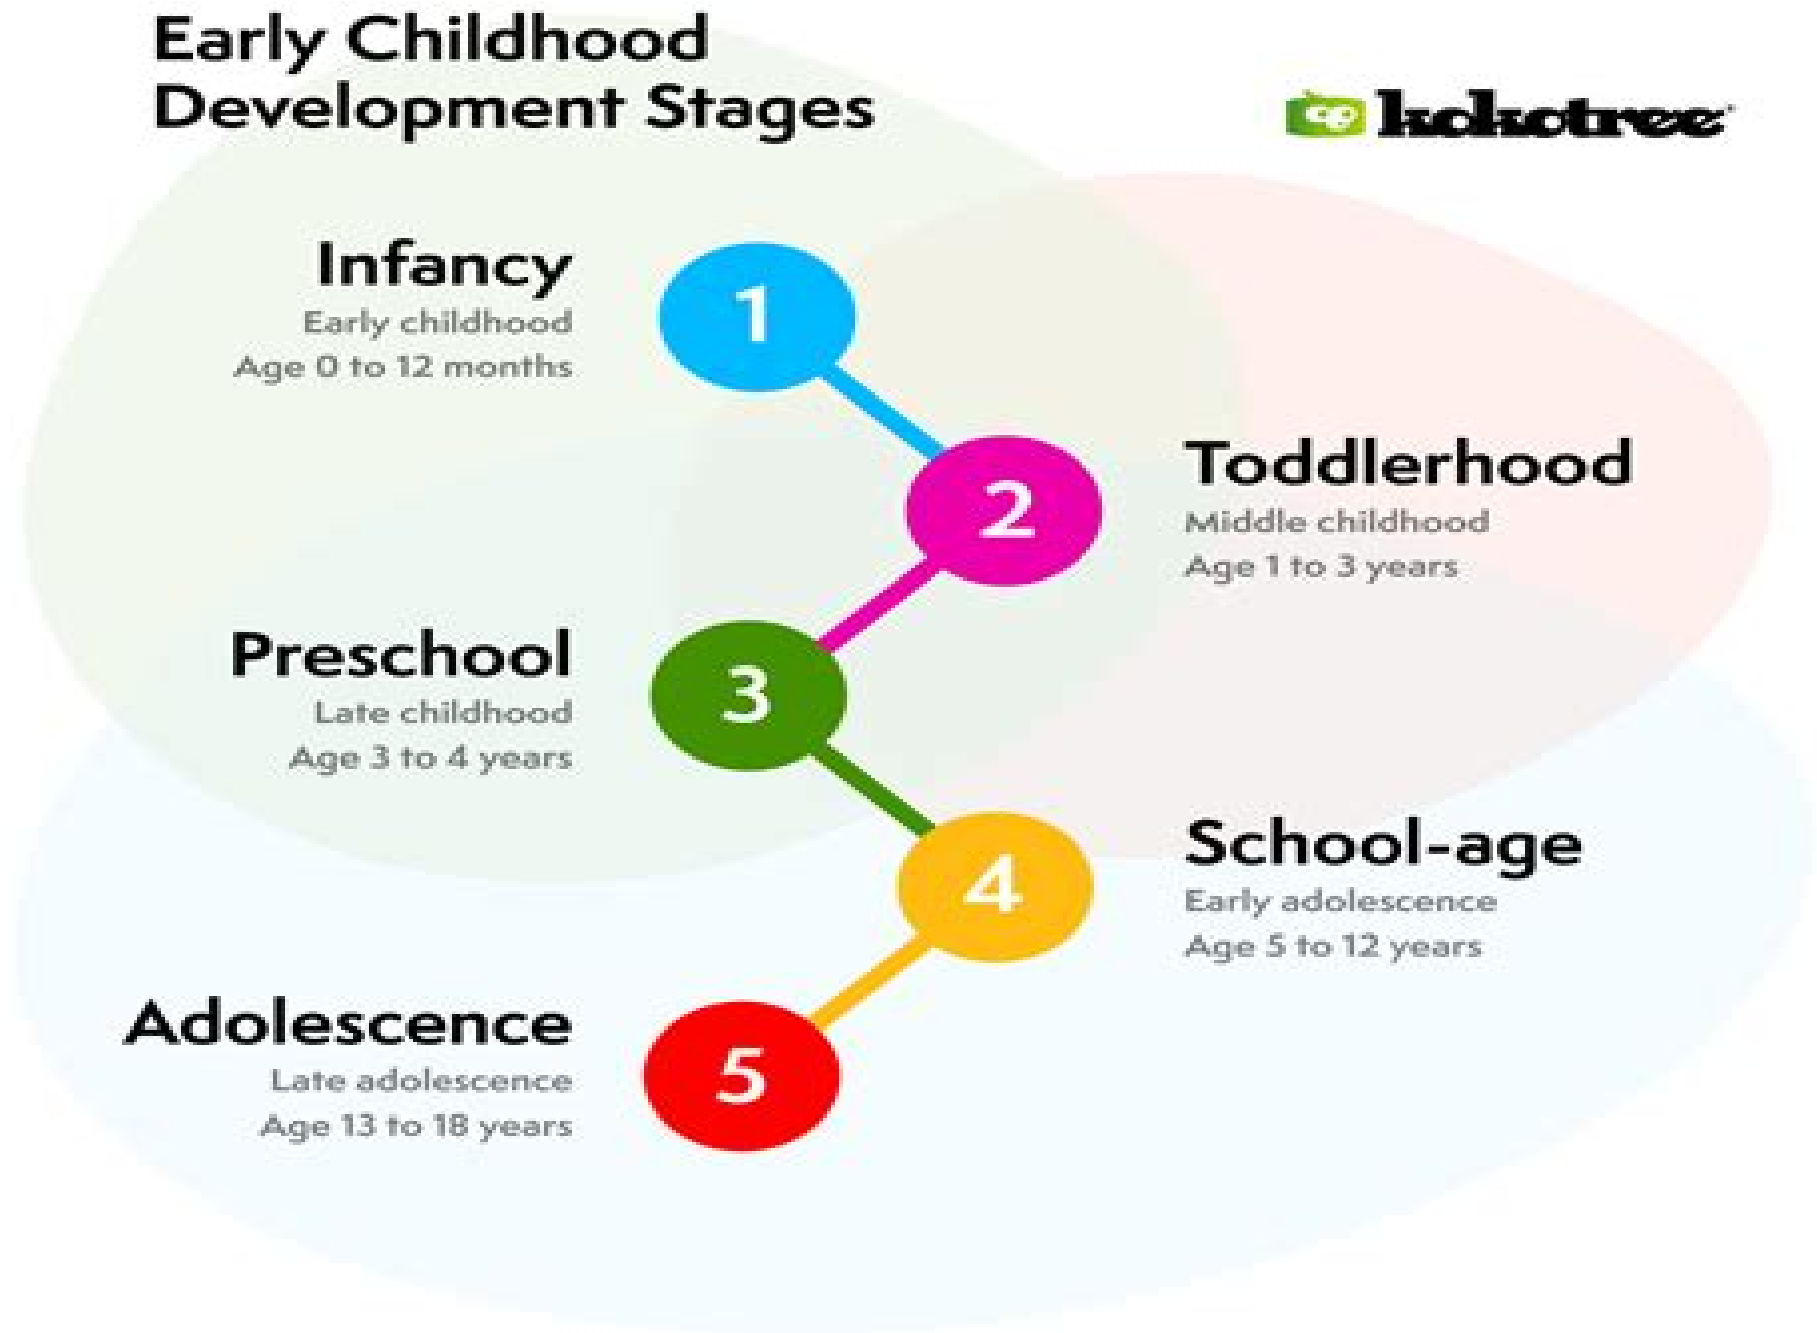 Early Childhood
Development Stages
kokotree
Infancy
Early childhood
Age 0 to 12 months
1
2
Toddlerhood
Middle childhood
Age 1 to 3 years
Preschool
Late childhood
Age 3 to 4 years
3
4
School-age
Early adolescence
Age 5 to 12 years
Adolescence
Late adolescence
Age 13 to 18 years
5